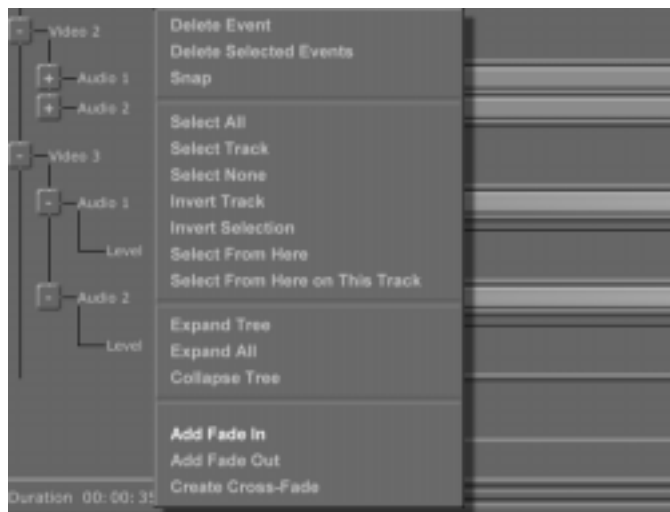 Video 2
Audio 1
Audio 2
Video 3
Audio 1
Level
Audio 2
Level
Duration 00:00:35
Delete Event
Delete Selected Events
Snap
Select All
Select Track
Select None
Invert Track
Invert Selection
Select From Here
Select From Here on This Track
Expand Tree
Expand All
Collapse Tree
Add Fade In
Add Fade Out
Create Cross-Fade